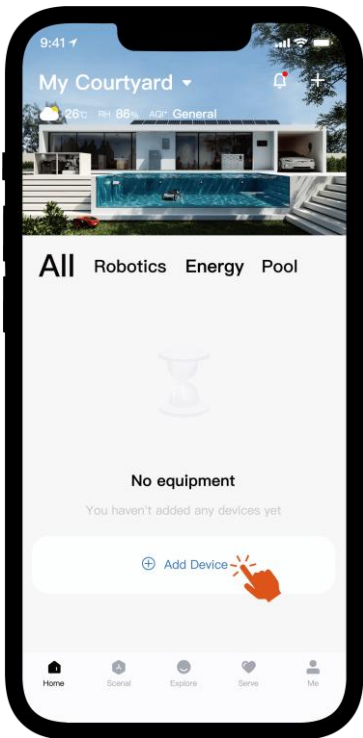 9:41
My Courtyard
26℃ RH 86% AQI* General
All Robotics Energy Pool
No equipment
You haven't added any devices yet
Add Device
Home Scenal Explore Serve Me